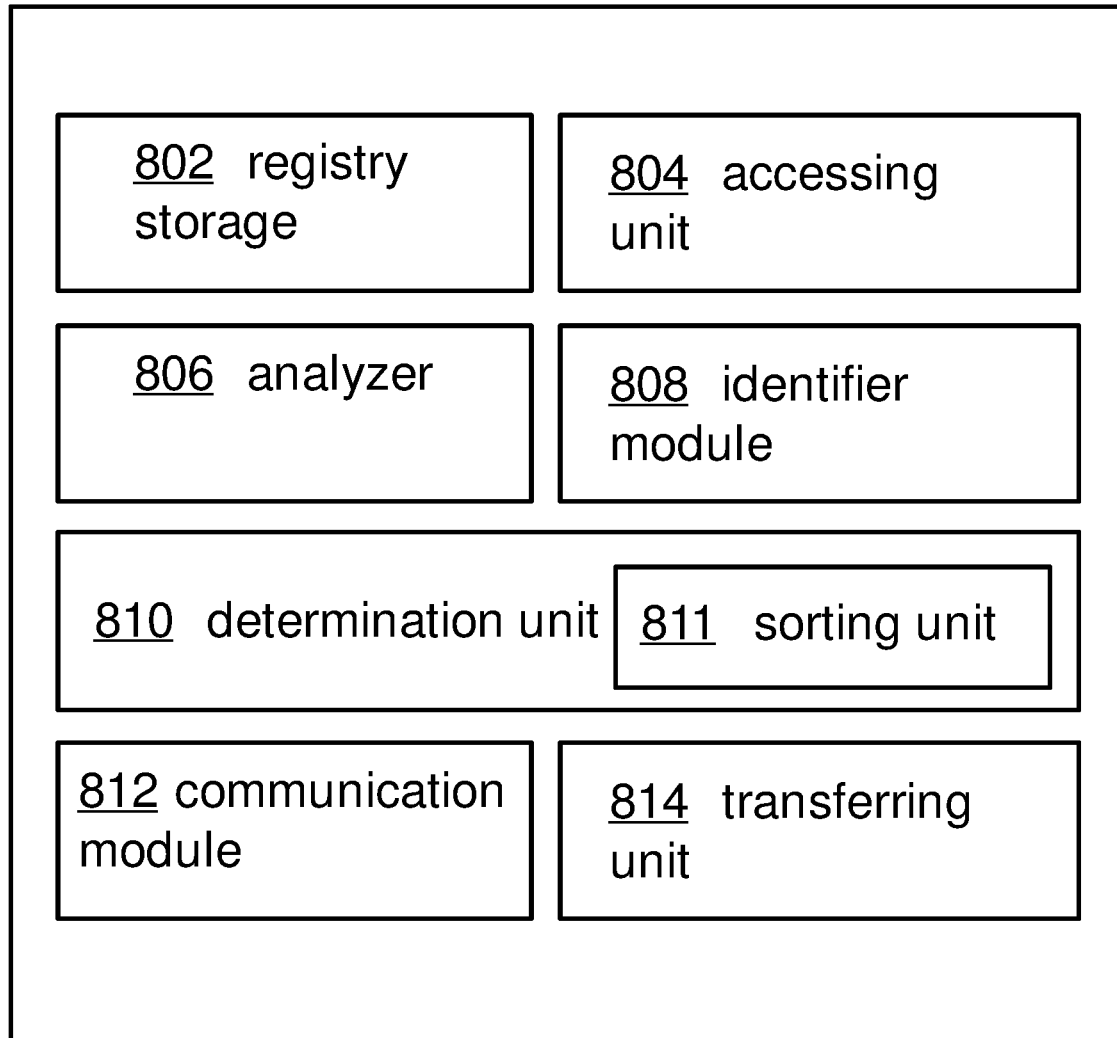 802 registry
storage
804 accessing
unit
806 analyzer
808 identifier
module
810 determination unit
811 sorting unit
812 communication
module
814 transferring
unit